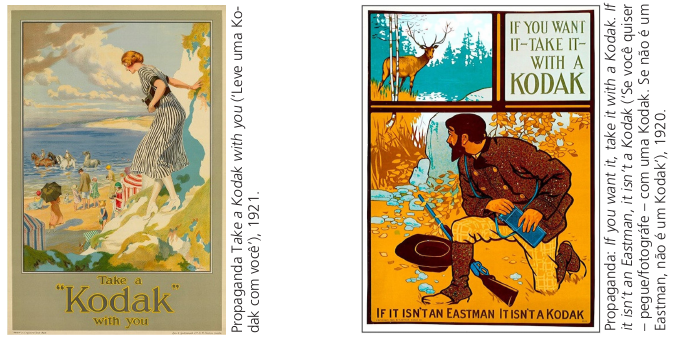 Take a
"Kodak"
with you
Propaganda Take a Kodak with you ('Leve uma Ko-
dak com você'), 1921.
IF YOU WANT
IT–TAKE IT–
WITH A
KODAK
IF IT ISN'T AN EASTMAN IT ISN'T A KODAK
Propaganda: If you want it, take it with a Kodak. If
it isn't an Eastman, it isn't a Kodak ('Se você quiser
– pegue/fotográfe – com uma Kodak. Se não é um
Eastman, não é um Kodak'), 1920.